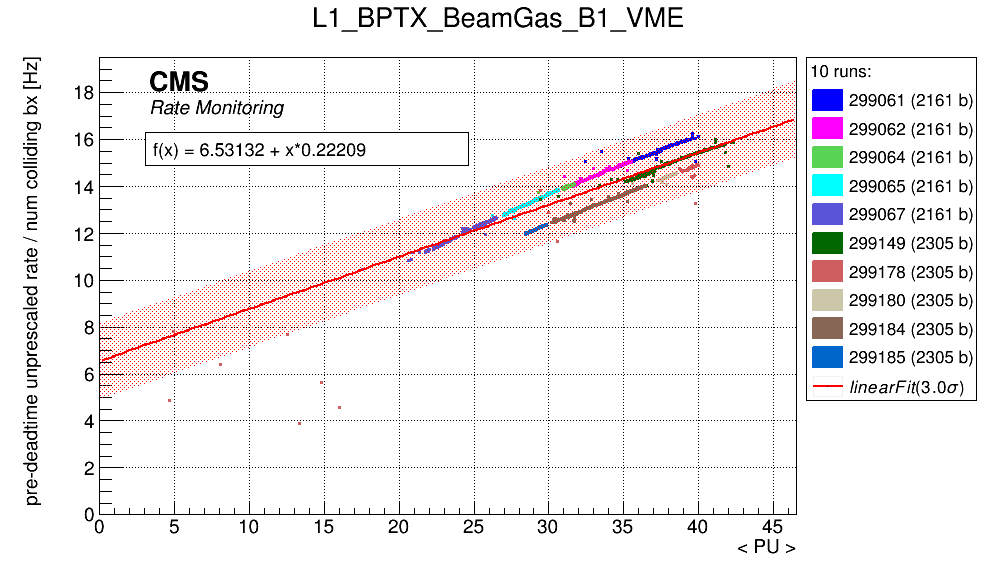 L1_BPTX_BeamGas_B1_VME
pre-deadtime unprescaled rate / num colliding bx [Hz]
CMS
Rate Monitoring
f(x) = 6.53132 + x*0.22209
18
16
14
12
10
8
6
4
2
0
0 5 10 15 20 25 30 35 40 45
< PU >
10 runs:
299061 (2161 b)
299062 (2161 b)
299064 (2161 b)
299065 (2161 b)
299067 (2161 b)
299149 (2305 b)
299178 (2305 b)
299180 (2305 b)
299184 (2305 b)
299185 (2305 b)
linearFit(3.0σ)